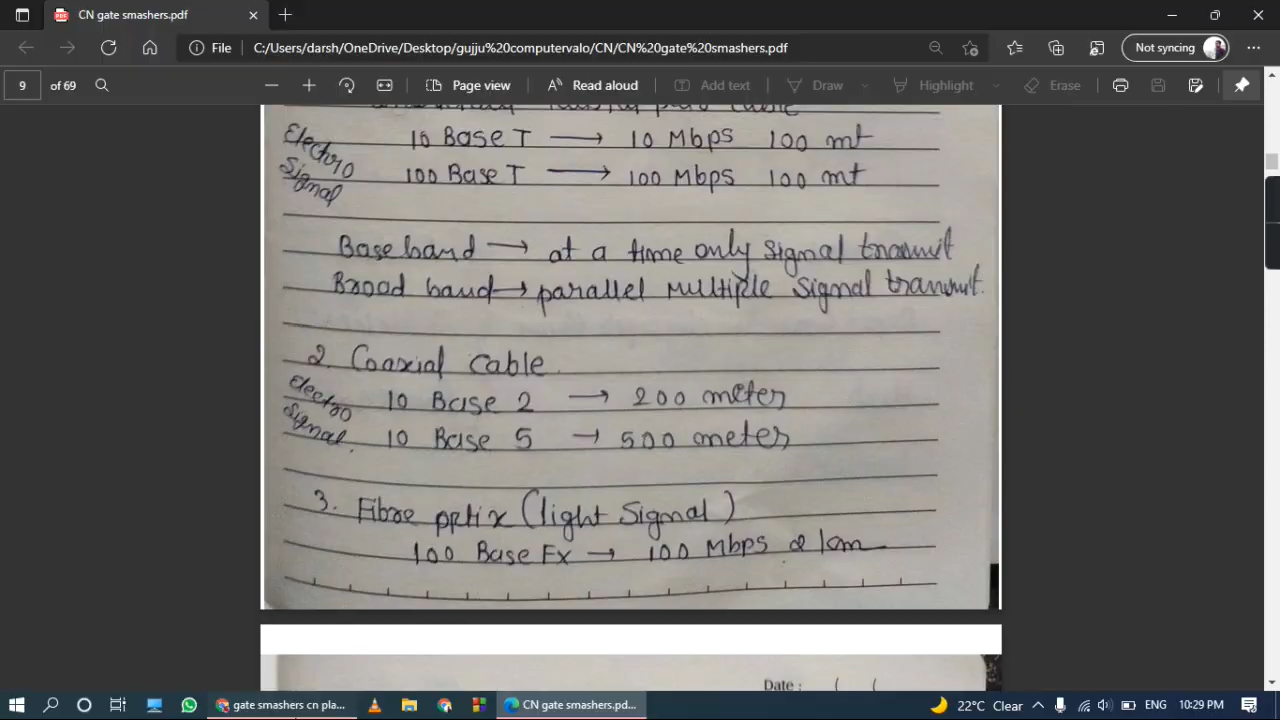 CN gate smashers.pdf
File C:/Users/darsh/OneDrive/Desktop/gujju%20computervalo/CN/CN%20gate%20smashers.pdf Not syncing
9 of 69 Page view Read aloud Add text Draw Highlight Erase
10 Base T → 10 Mbps 100 mt
100 Base T → 100 Mbps 100 mt
Electro
Signal
Baseband → at a time only signal transmit
Broad band → parallel multiple signal transmit.
2. Coaxial cable
10 Base 2 → 200 meter
10 Base 5 → 500 meter
Electro
Signal.
3. Fibre optix (light signal)
100 Base Fx → 100 Mbps 2 km
Date : ( (
gate smashers cn pla... CN gate smashers.pd... 22°C Clear ENG 10:29 PM